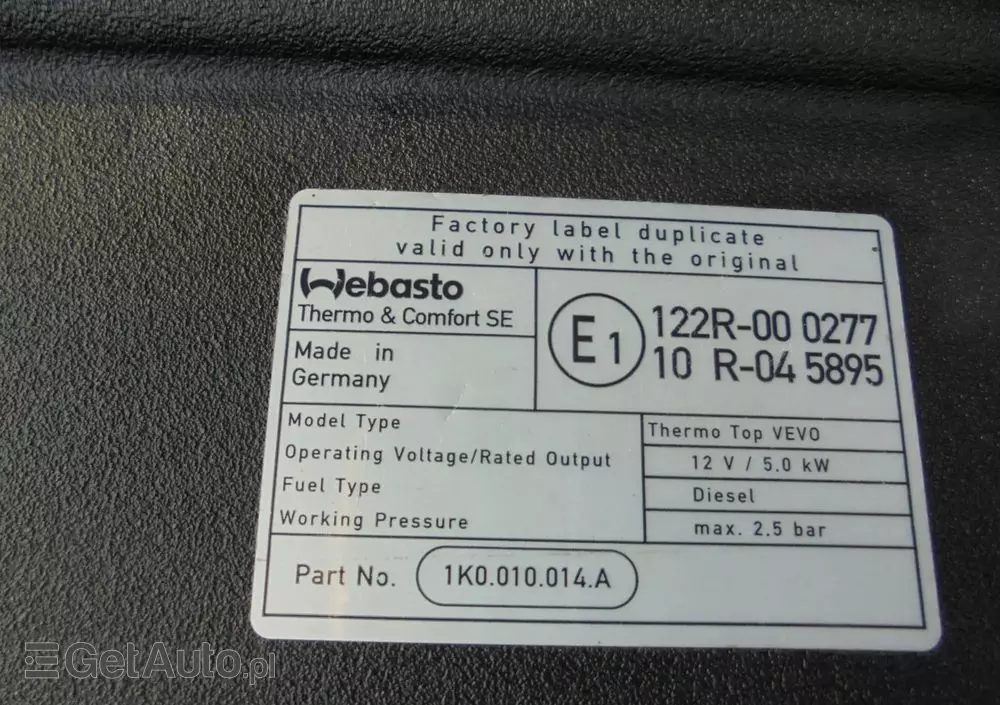 Factory label duplicate
valid only with the original
Webasto
Thermo & Comfort SE
Made in
Germany
E1
122R-00 0277
10 R-04 5895
Model Type
Thermo Top VEVO
Operating Voltage/Rated Output
12 V / 5.0 kW
Fuel Type
Diesel
Working Pressure
max. 2.5 bar
Part No.
1K0.010.014.A
GetAuto.pl